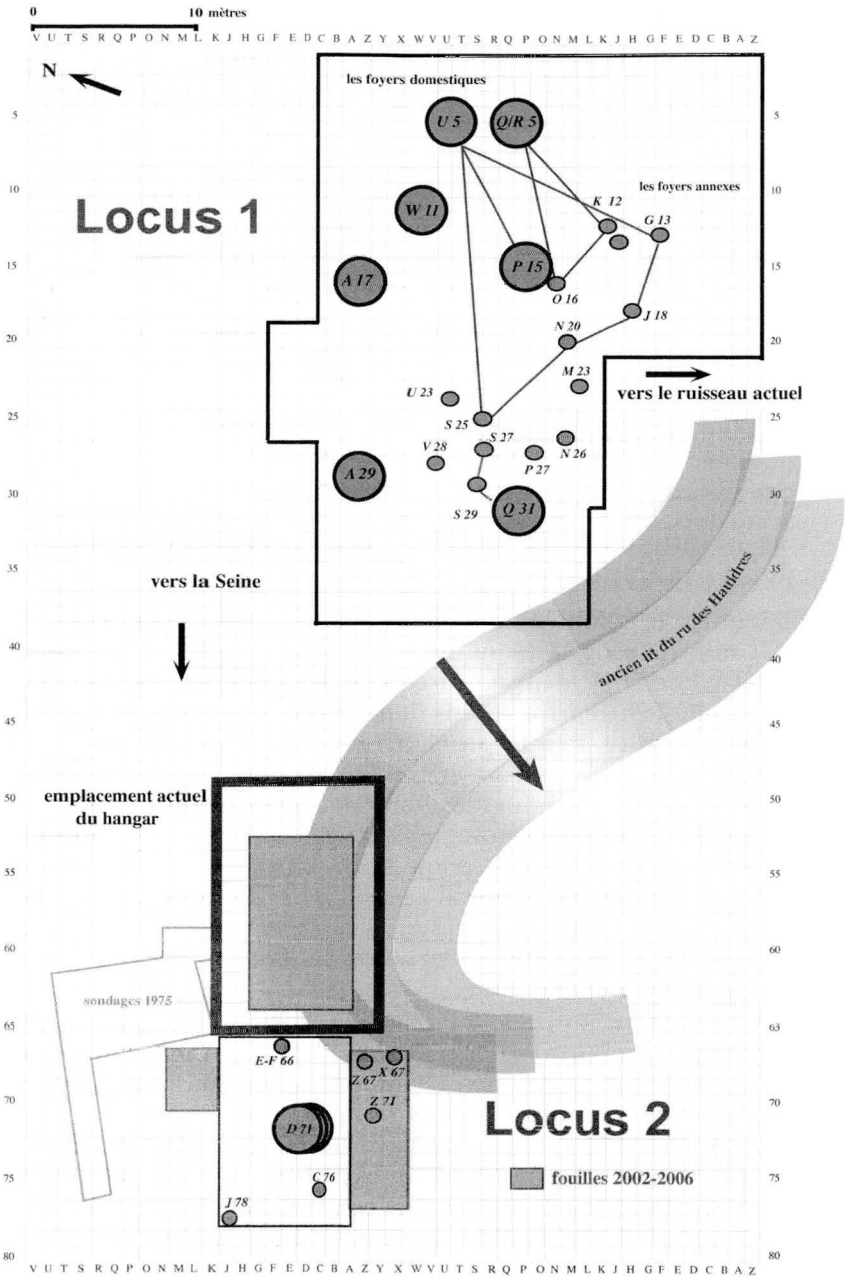 0 10 mètres
V U T S R Q P O N M L K J H G F E D C B A Z Y X W V U T S R Q P O N M L K J H G F E D C B A Z
N
les foyers domestiques
5
U 5
Q/R 5
5
10
les foyers annexes
10
K 12
G 13
Locus 1
W 11
15
A 17
P 15
15
O 16
J 18
N 20
20
20
M 23
U 23
vers le ruisseau actuel
25
S 25
25
S 27
V 28
N 26
P 27
A 29
30
S 29
Q 31
30
35
vers la Seine
35
ancien lit du ru des Hauldres
40
40
45
45
50
emplacement actuel
du hangar
50
55
55
60
60
sondages 1975
65
63
E-F 66
Z 67
X 67
70
D 71
Z 71
Locus 2
70
75
C 76
fouilles 2002-2006
75
J 78
80
80
V U T S R Q P O N M L K J H G F E D C B A Z Y X W V U T S R Q P O N M L K J H G F E D C B A Z